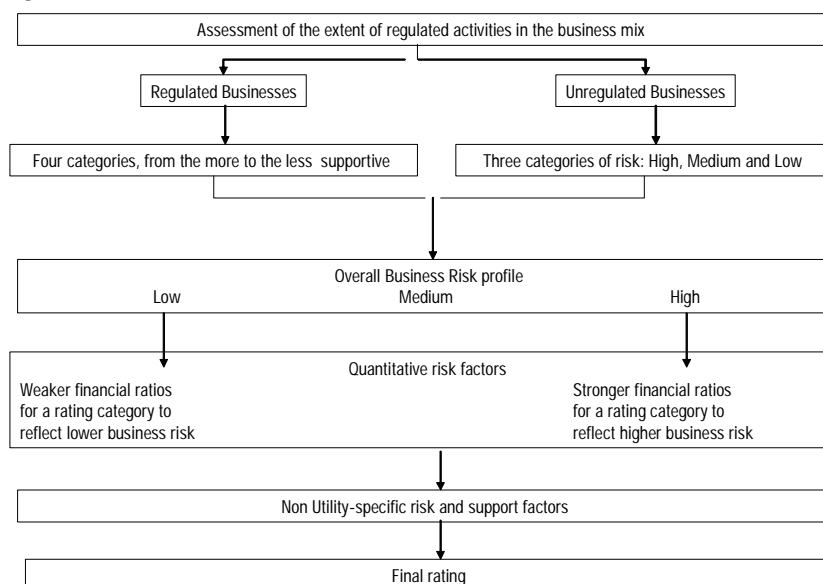 Assessment of the extent of regulated activities in the business mix
Regulated Businesses
Unregulated Businesses
Four categories, from the more to the less supportive
Three categories of risk: High, Medium and Low
Overall Business Risk profile
Low
Medium
High
Quantitative risk factors
Weaker financial ratios
for a rating category to
reflect lower business risk
Stronger financial ratios
for a rating category to
reflect higher business risk
Non Utility-specific risk and support factors
Final rating